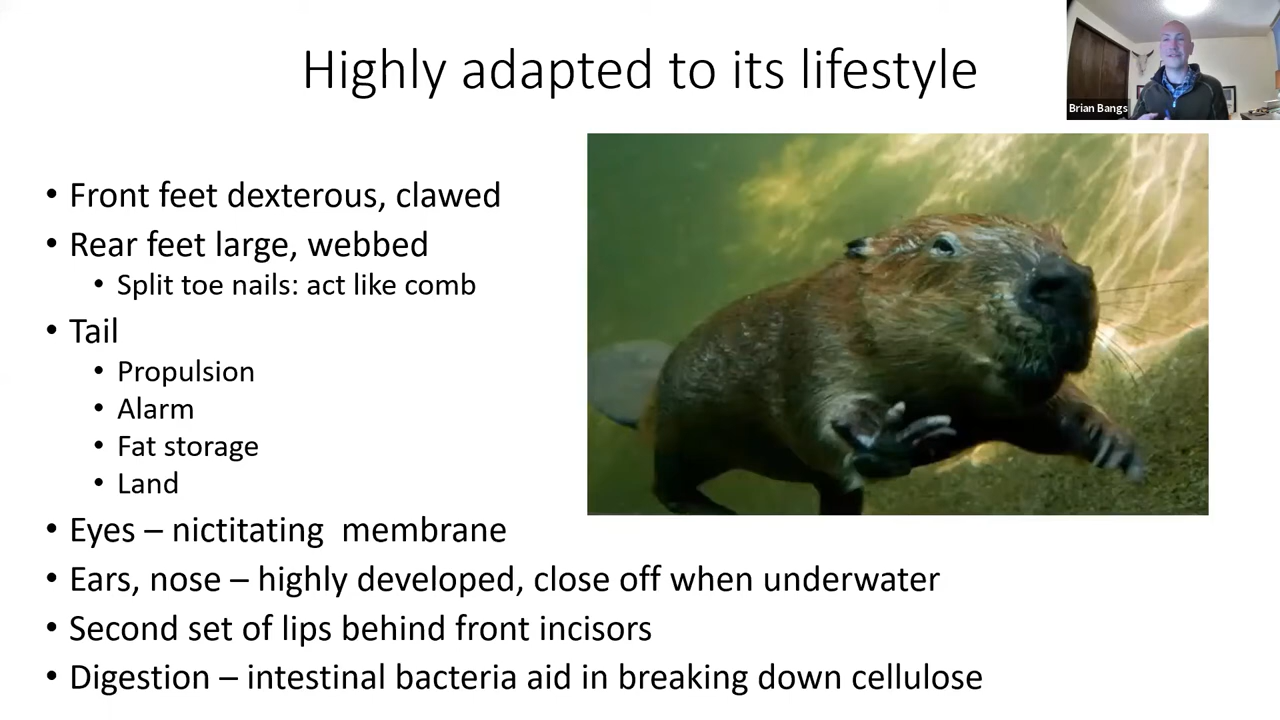 Highly adapted to its lifestyle
Brian Bangs
• Front feet dexterous, clawed
• Rear feet large, webbed
• Split toe nails: act like comb
• Tail
• Propulsion
• Alarm
• Fat storage
• Land
• Eyes – nictitating  membrane
• Ears, nose – highly developed, close off when underwater
• Second set of lips behind front incisors
• Digestion – intestinal bacteria aid in breaking down cellulose